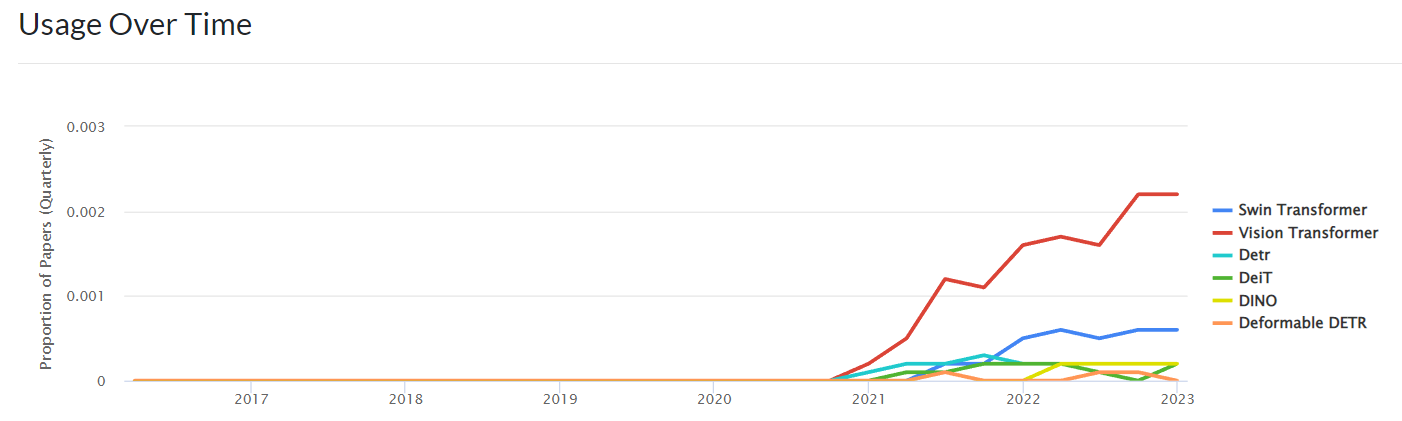 Usage Over Time
Proportion of Papers (Quarterly)
0.003
0.002
0.001
0
2017 2018 2019 2020 2021 2022 2023
Swin Transformer
Vision Transformer
Detr
DeiT
DINO
Deformable DETR